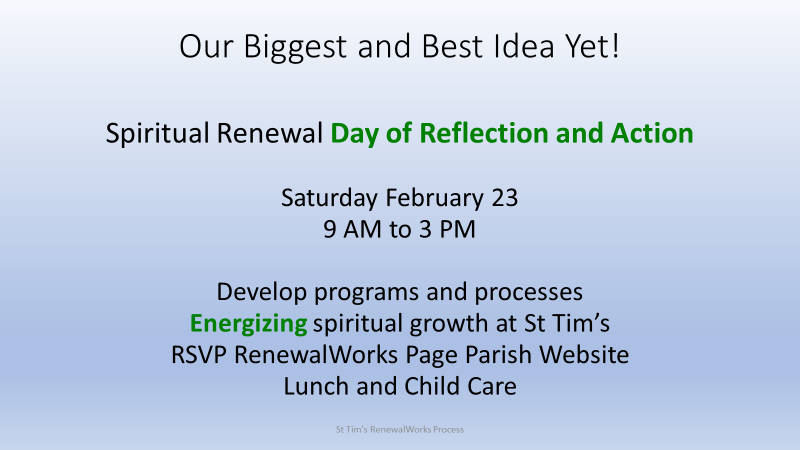 Our Biggest and Best Idea Yet!
Spiritual Renewal Day of Reflection and Action
Saturday February 23
9 AM to 3 PM
Develop programs and processes
Energizing spiritual growth at St Tim’s
RSVP RenewalWorks Page Parish Website
Lunch and Child Care
St Tim's RenewalWorks Process